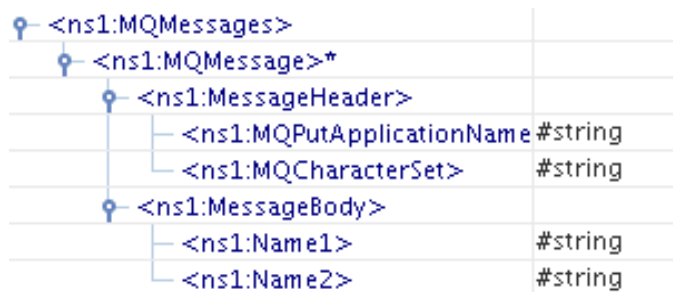 <ns1:MQMessages>
<ns1:MQMessage>*
<ns1:MessageHeader>
<ns1:MQPutApplicationName #string
<ns1:MQCharacterSet> #string
<ns1:MessageBody>
<ns1:Name1> #string
<ns1:Name2> #string